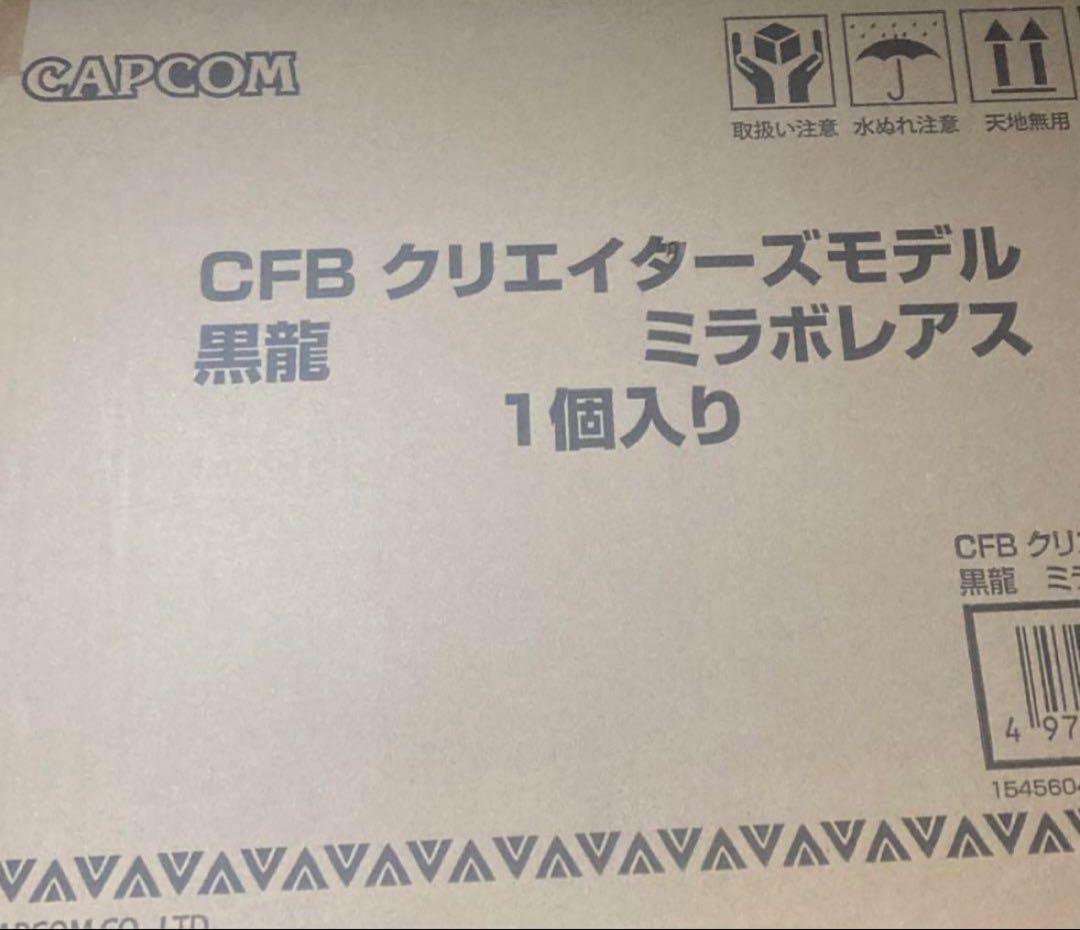 CAPCOM
取扱い注意 水ぬれ注意 天地無用
CFB クリエイターズモデル
黒龍 ミラボレアス
1個入り
CFB クリ
黒龍 ミラ
4 97
154560
CAPCOM CO., LTD